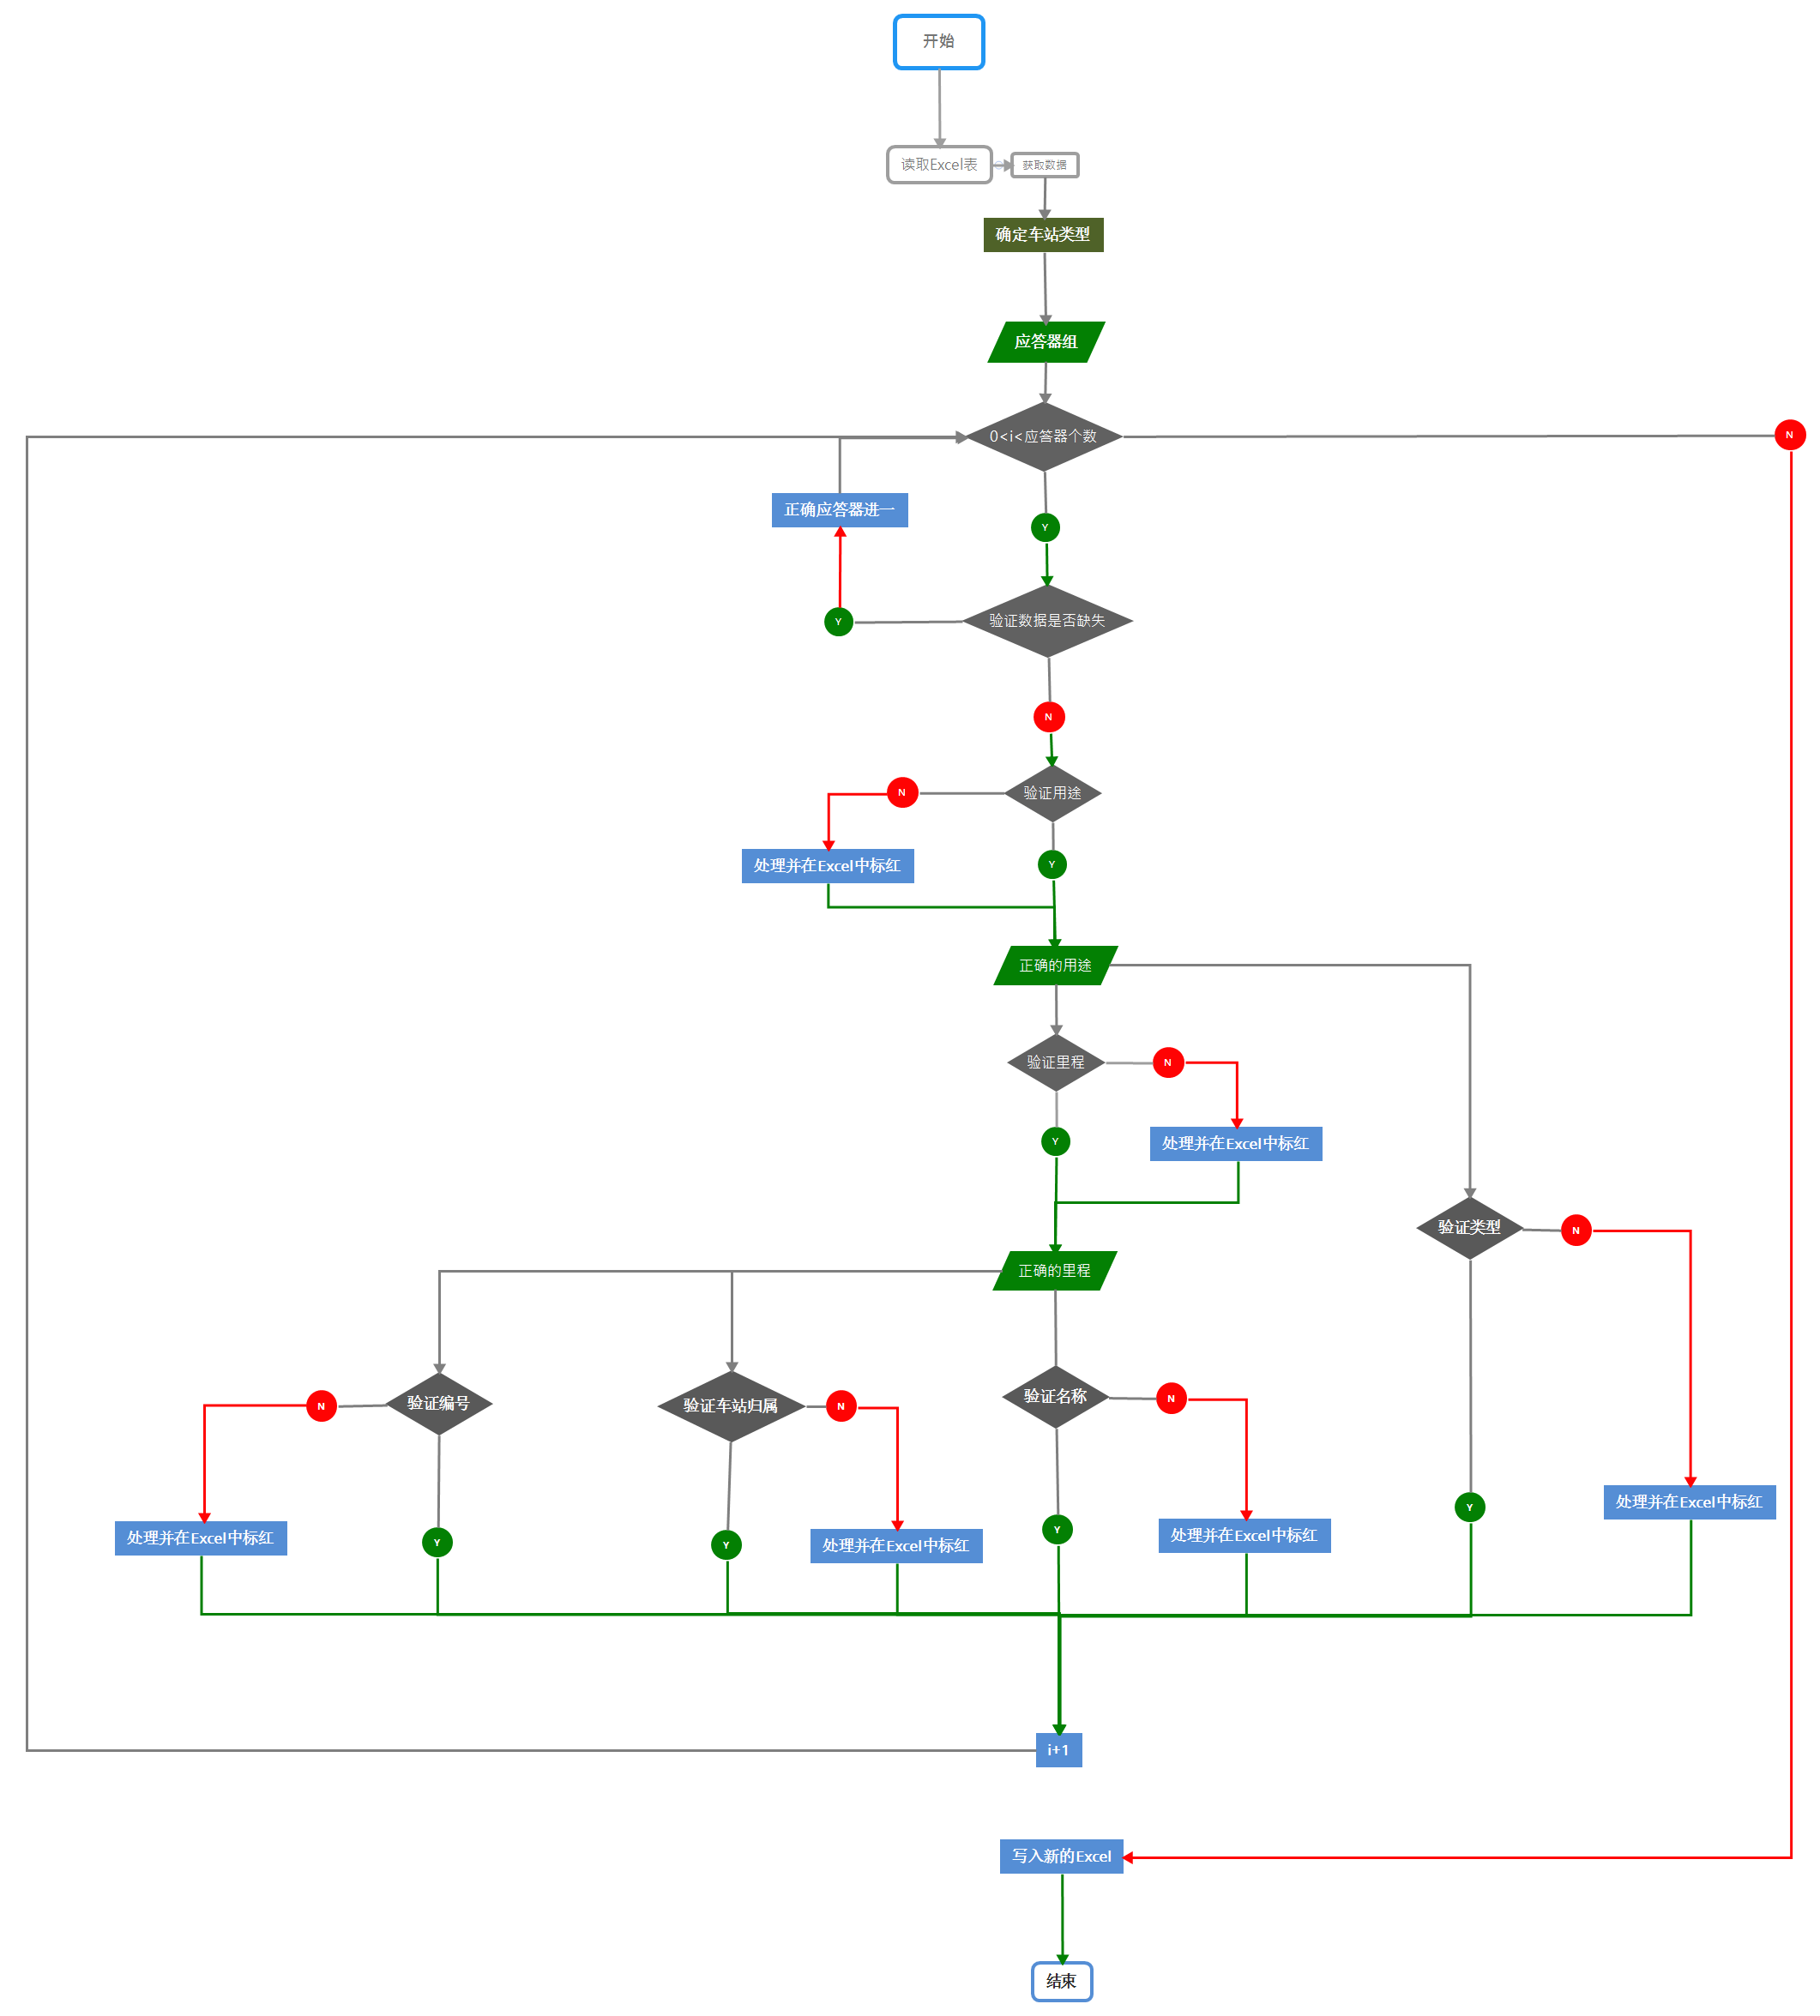 开始
读取Excel表
获取数据
确定车站类型
应答器组
0<i<应答器个数
N
正确应答器进一
Y
验证数据是否缺失
Y
N
验证用途
N
处理并在Excel中标红
Y
正确的用途
验证里程
N
Y
处理并在Excel中标红
验证类型
N
正确的里程
验证编号
N
验证车站归属
N
验证名称
N
处理并在Excel中标红
Y
Y
处理并在Excel中标红
Y
处理并在Excel中标红
Y
处理并在Excel中标红
i+1
写入新的Excel
结束